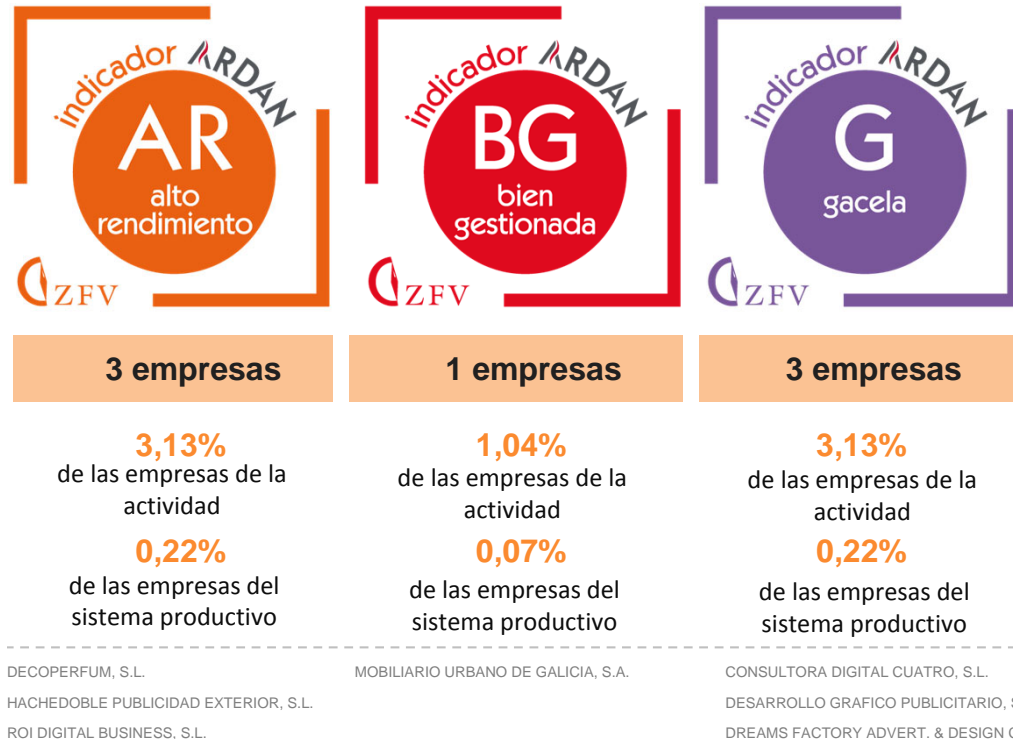 indicador ARDAN
AR
alto
rendimiento
ZFV
3 empresas
3,13%
de las empresas de la
actividad
0,22%
de las empresas del
sistema productivo
DECOPERFUM, S.L.
HACHEDOBLE PUBLICIDAD EXTERIOR, S.L.
ROI DIGITAL BUSINESS, S.L.
indicador ARDAN
BG
bien
gestionada
ZFV
1 empresas
1,04%
de las empresas de la
actividad
0,07%
de las empresas del
sistema productivo
MOBILIARIO URBANO DE GALICIA, S.A.
indicador ARDAN
G
gacela
ZFV
3 empresas
3,13%
de las empresas de la
actividad
0,22%
de las empresas del
sistema productivo
CONSULTORA DIGITAL CUATRO, S.L.
DESARROLLO GRAFICO PUBLICITARIO,
DREAMS FACTORY ADVERT. & DESIGN